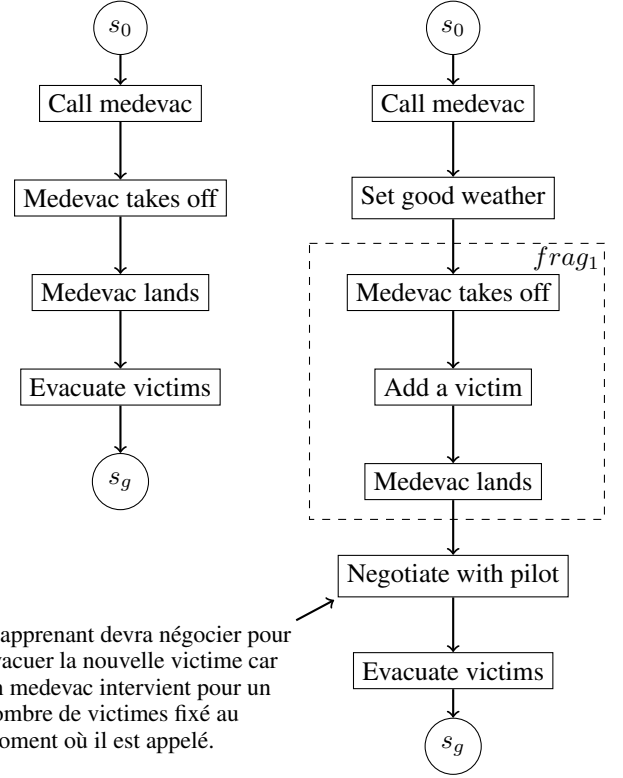 s0
Call medevac
Medevac takes off
Medevac lands
Evacuate victims
sg
s0
Call medevac
Set good weather
frag1
Medevac takes off
Add a victim
Medevac lands
Negotiate with pilot
Evacuate victims
sg
apprenant devra négocier pour
vacuer la nouvelle victime car
medevac intervient pour un
ombre de victimes fixé au
oment où il est appelé.